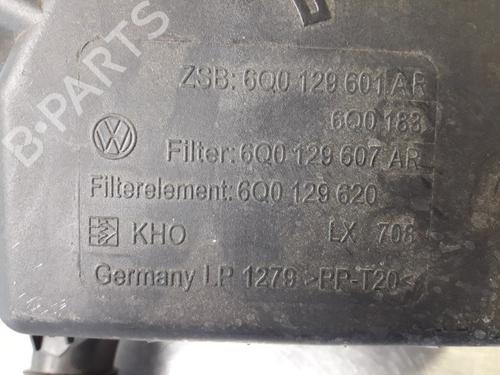 ZSB: 6Q0 129 601 AR
6Q0 183
Filter: 6Q0 129 607 AR
Filterelement: 6Q0 129 620
KHO LX 708
Germany LP 1279 >PP-T20<
B-PARTS